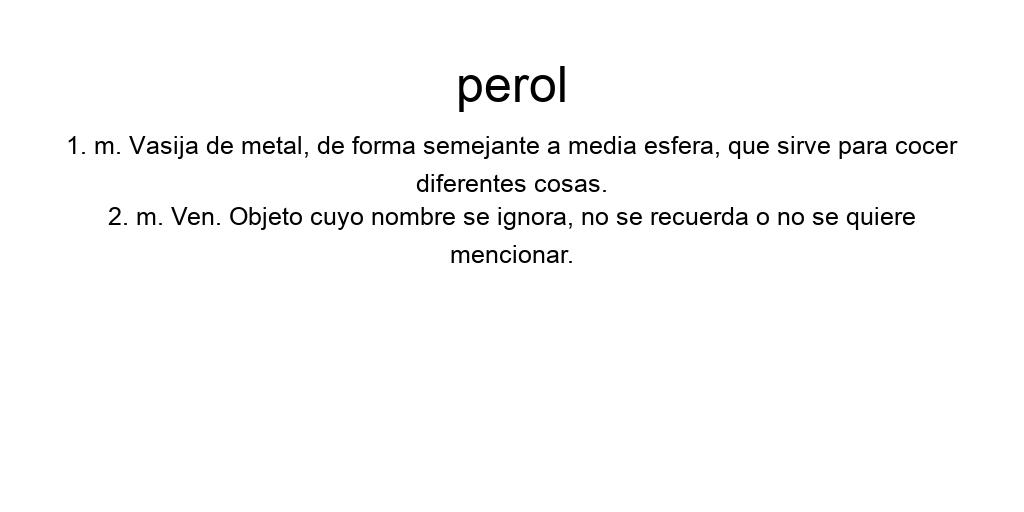 perol
1. m. Vasija de metal, de forma semejante a media esfera, que sirve para cocer
diferentes cosas.
2. m. Ven. Objeto cuyo nombre se ignora, no se recuerda o no se quiere
mencionar.